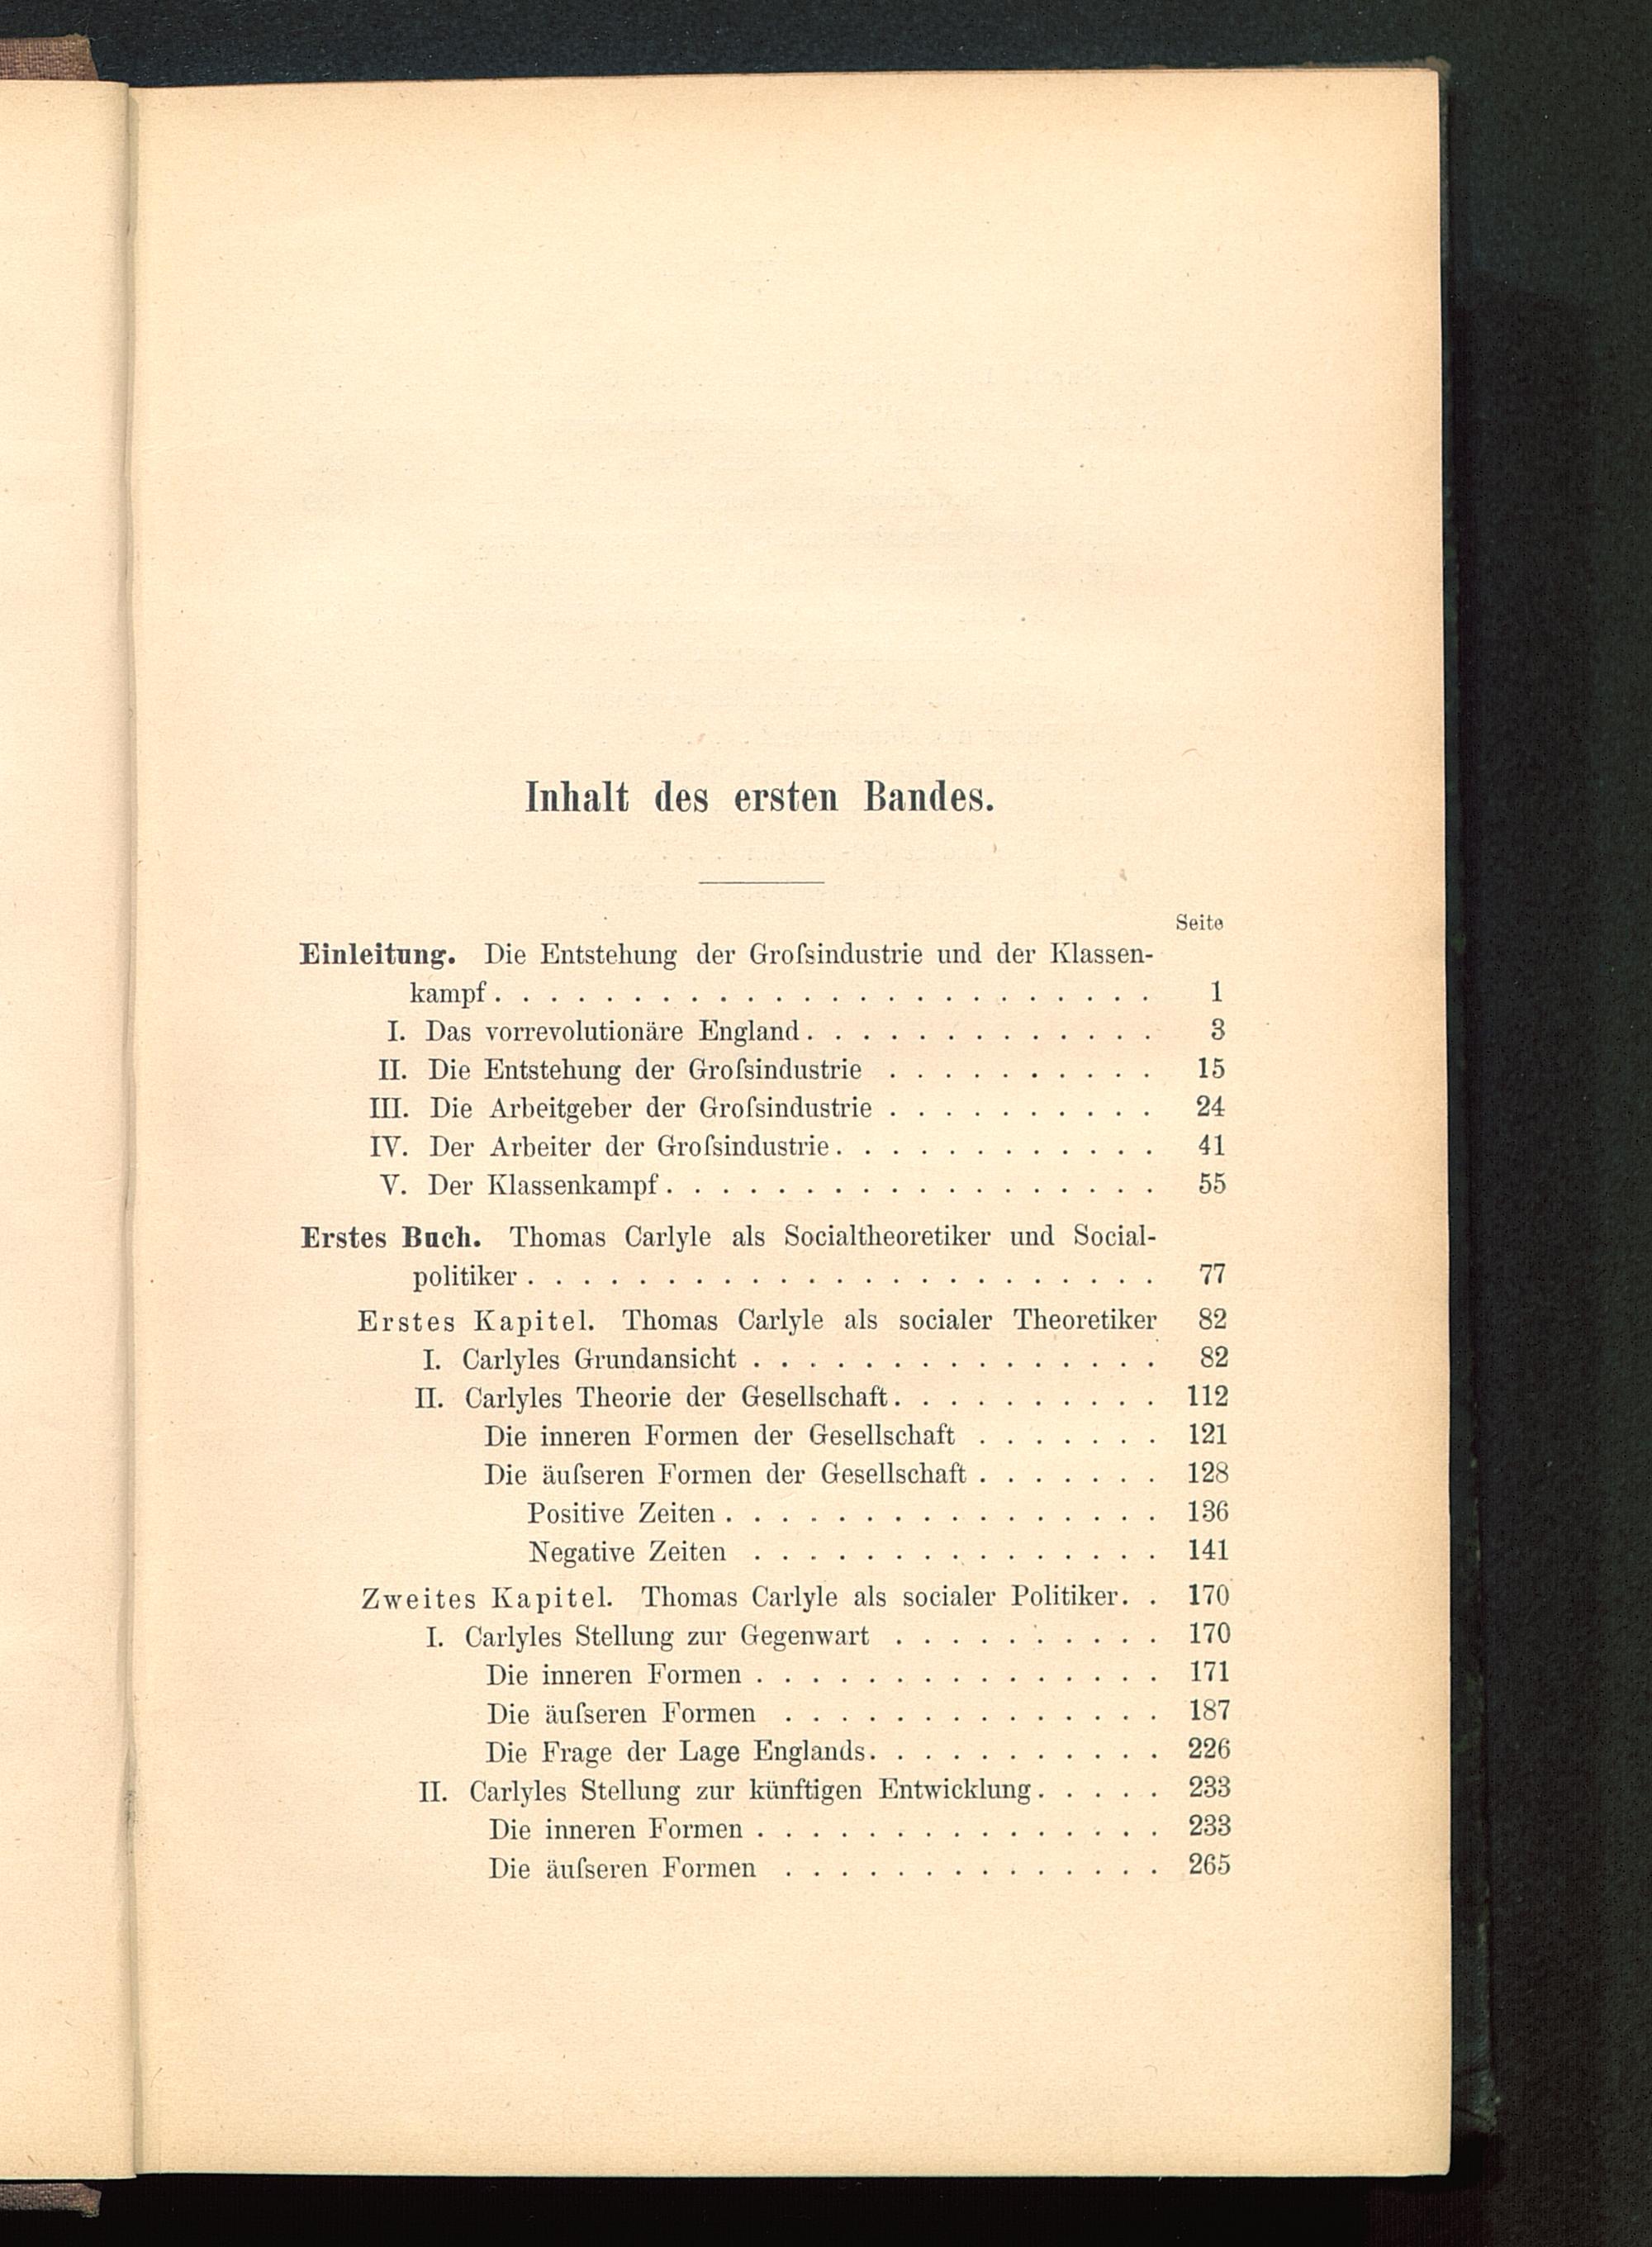 Inhalt des ersten Bandes.
Seite
Einleitung. Die Entstehung der Groſsindustrie und der Klassen-
kampf . . . . . . . . . . . . . . . . . . . . . . . . 1
I. Das vorrevolutionäre England . . . . . . . . . . . . . 3
II. Die Entstehung der Groſsindustrie . . . . . . . . . . 15
III. Die Arbeitgeber der Groſsindustrie . . . . . . . . . . 24
IV. Der Arbeiter der Groſsindustrie . . . . . . . . . . . . 41
V. Der Klassenkampf . . . . . . . . . . . . . . . . . . 55
Erstes Buch. Thomas Carlyle als Socialtheoretiker und Social-
politiker . . . . . . . . . . . . . . . . . . . . . . . 77
Erstes Kapitel. Thomas Carlyle als socialer Theoretiker 82
I. Carlyles Grundansicht . . . . . . . . . . . . . . . 82
II. Carlyles Theorie der Gesellschaft . . . . . . . . . . 112
Die inneren Formen der Gesellschaft . . . . . . . 121
Die äuſseren Formen der Gesellschaft . . . . . . . 128
Positive Zeiten . . . . . . . . . . . . . . . . 136
Negative Zeiten . . . . . . . . . . . . . . . 141
Zweites Kapitel. Thomas Carlyle als socialer Politiker . . 170
I. Carlyles Stellung zur Gegenwart . . . . . . . . . . 170
Die inneren Formen . . . . . . . . . . . . . . . 171
Die äuſseren Formen . . . . . . . . . . . . . . 187
Die Frage der Lage Englands . . . . . . . . . . . 226
II. Carlyles Stellung zur künftigen Entwicklung . . . . . 233
Die inneren Formen . . . . . . . . . . . . . . . 233
Die äuſseren Formen . . . . . . . . . . . . . . 265